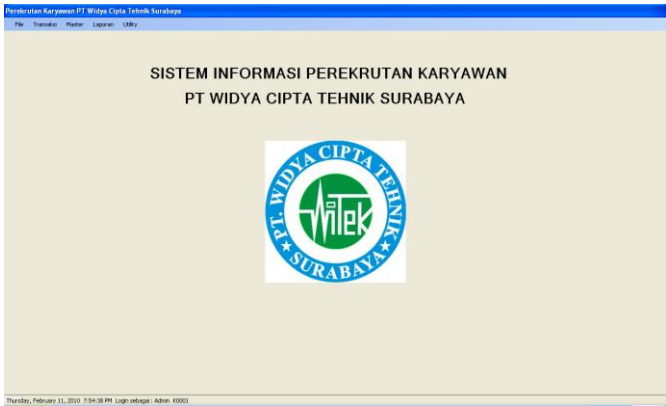 Perekrutan Karyawan PT Widya Cipta Tehnik Surabaya
File Transaksi Master Laporan Utility
SISTEM INFORMASI PEREKRUTAN KARYAWAN
PT WIDYA CIPTA TEHNIK SURABAYA
PT. WIDYA CIPTA TEHNIK
WiTek
★ SURABAYA ★
Thursday, February 11, 2010 7:54:38 PM Login sebagai : Admin K0001